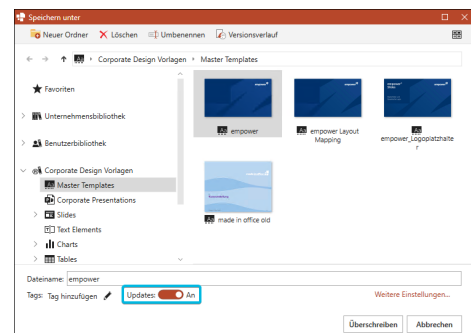 Speichern unter
Neuer Ordner Löschen Umbenennen Versionsverlauf
Corporate Design Vorlagen Master Templates
Favoriten
Unternehmensbibliothek
Benutzerbibliothek
Corporate Design Vorlagen
Master Templates
Corporate Presentations
Slides
Text Elements
Charts
Tables
empower
empower Layout
Mapping
empower_Logoplatzhalte
r
made in office old
Dateiname: empower
Tags: Tag hinzufügen Updates: An Weitere Einstellungen...
Überschreiben Abbrechen